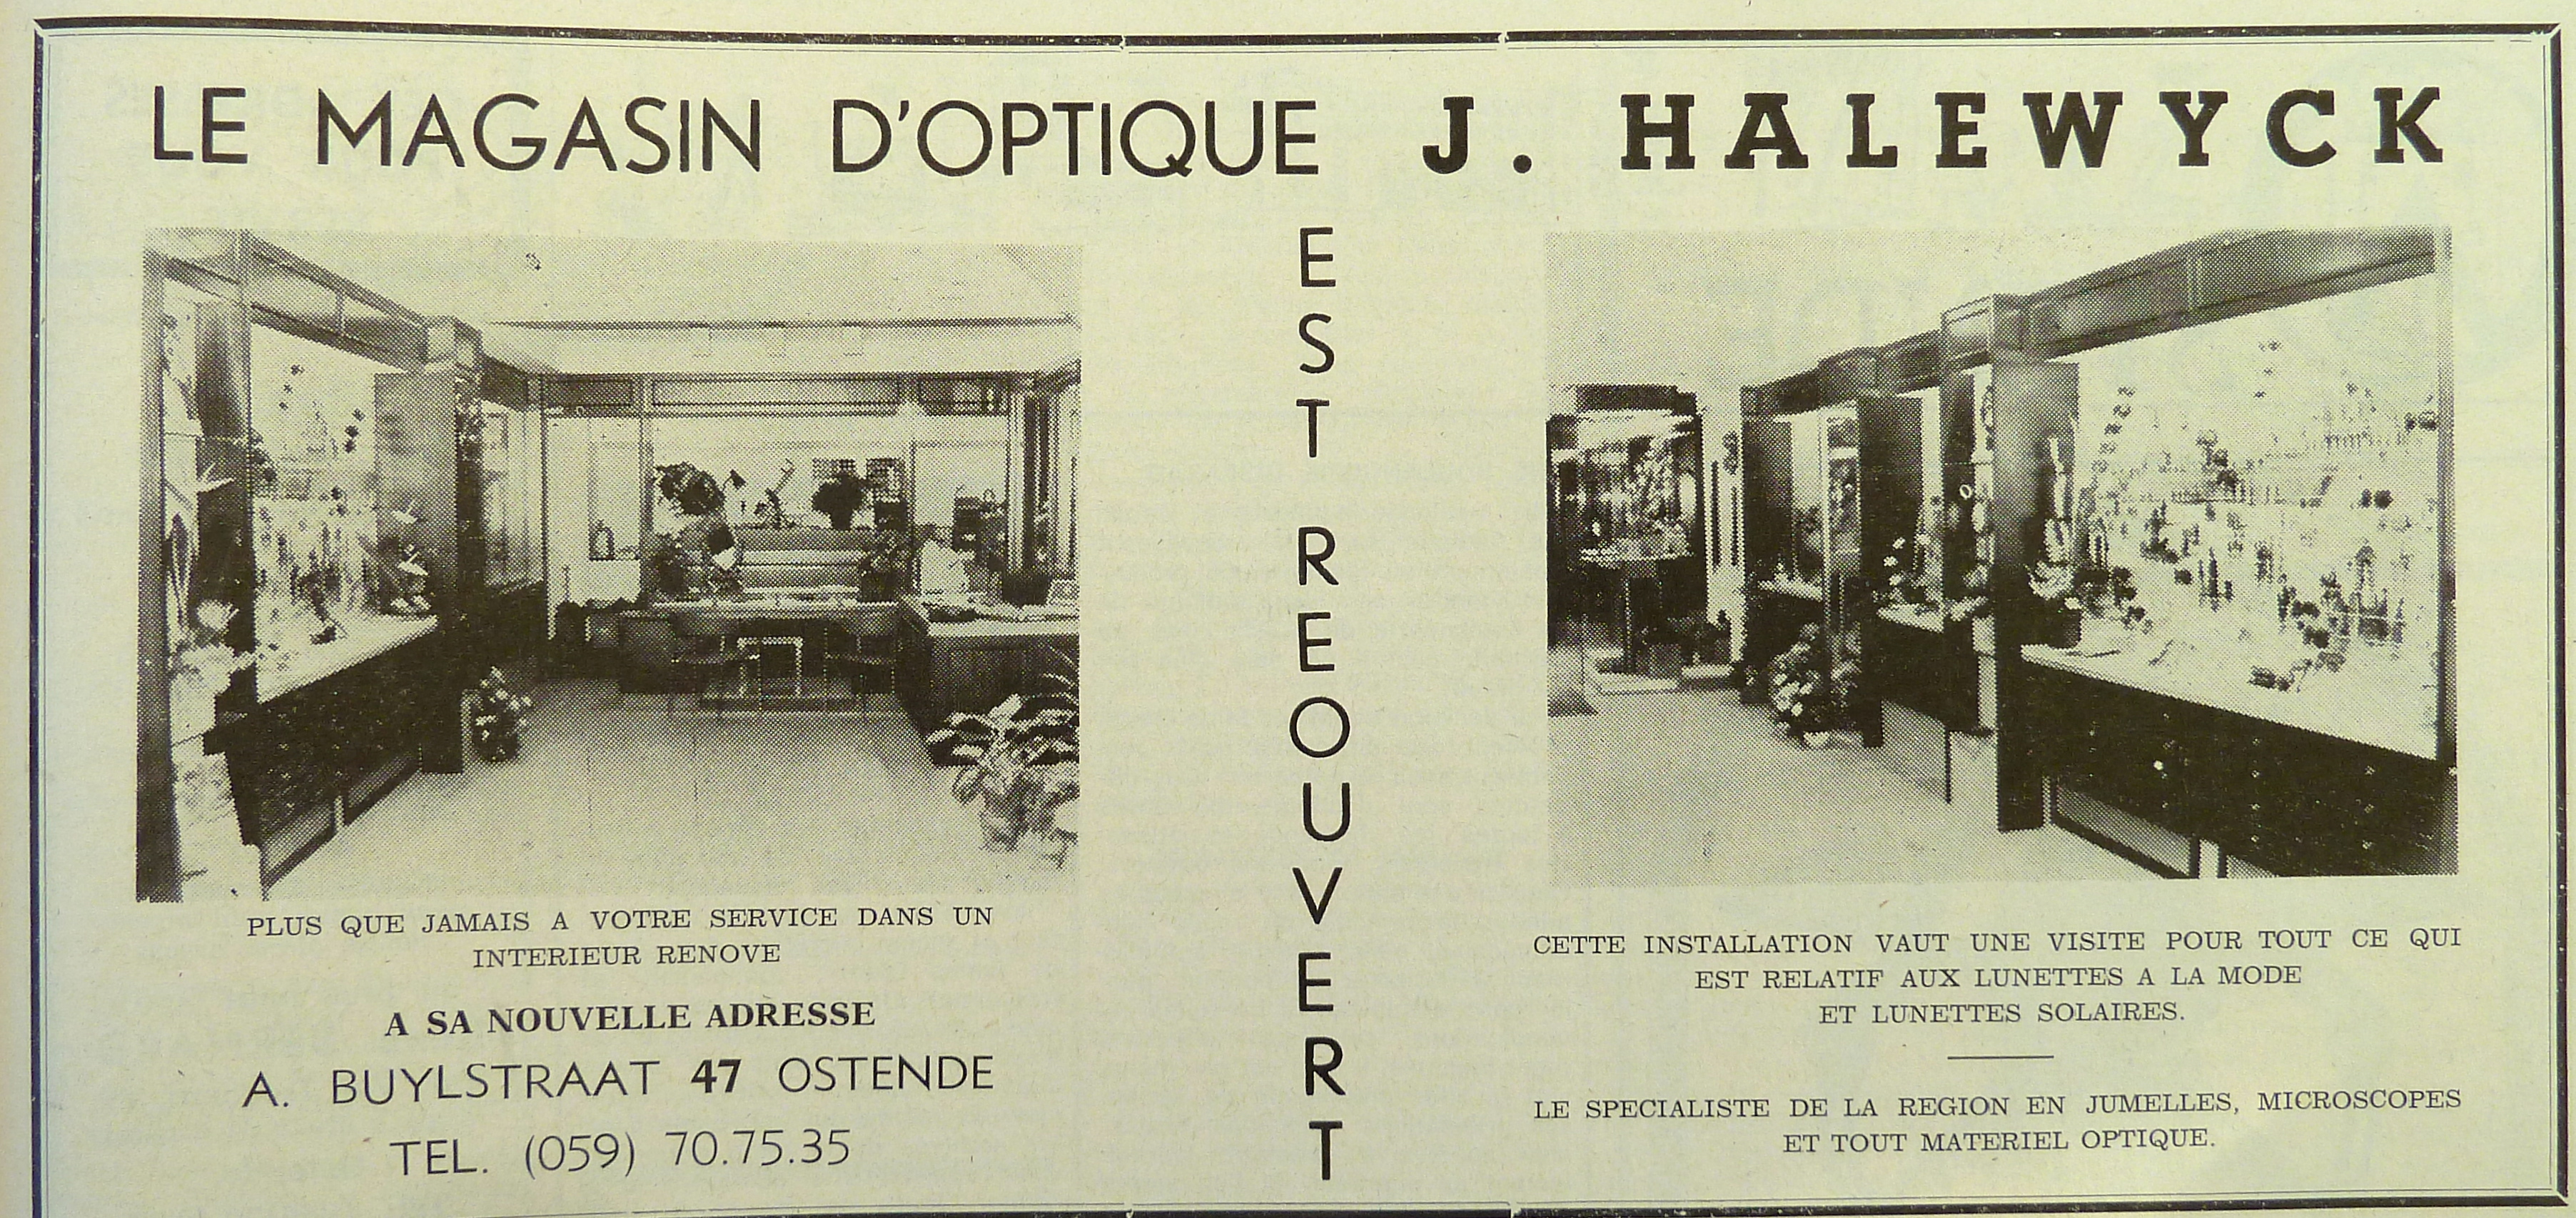 LE MAGASIN D'OPTIQUE J. HALEWYCK
EST REOUVERT
PLUS QUE JAMAIS A VOTRE SERVICE DANS UN
INTERIEUR RENOVE
A SA NOUVELLE ADRESSE
A. BUYLSTRAAT 47 OSTENDE
TEL. (059) 70.75.35
CETTE INSTALLATION VAUT UNE VISITE POUR TOUT CE QUI
EST RELATIF AUX LUNETTES A LA MODE
ET LUNETTES SOLAIRES.
LE SPECIALISTE DE LA REGION EN JUMELLES, MICROSCOPES
ET TOUT MATERIEL OPTIQUE.